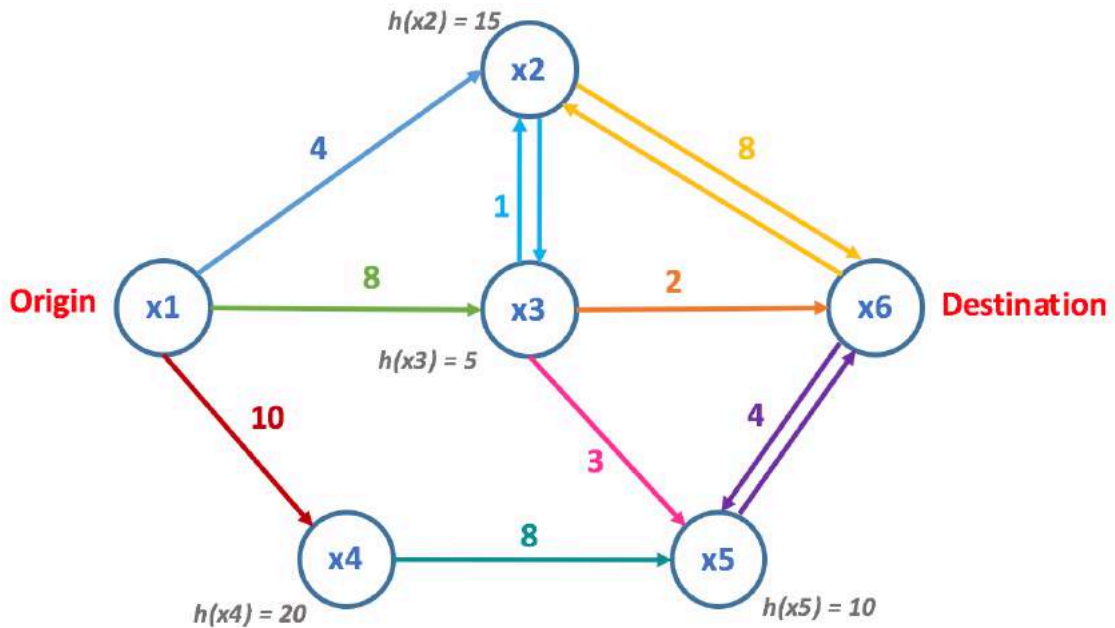 h(x2) = 15
x2
4
8
1
Origin
x1
8
x3
2
x6
Destination
h(x3) = 5
10
4
3
x4
8
x5
h(x4) = 20
h(x5) = 10